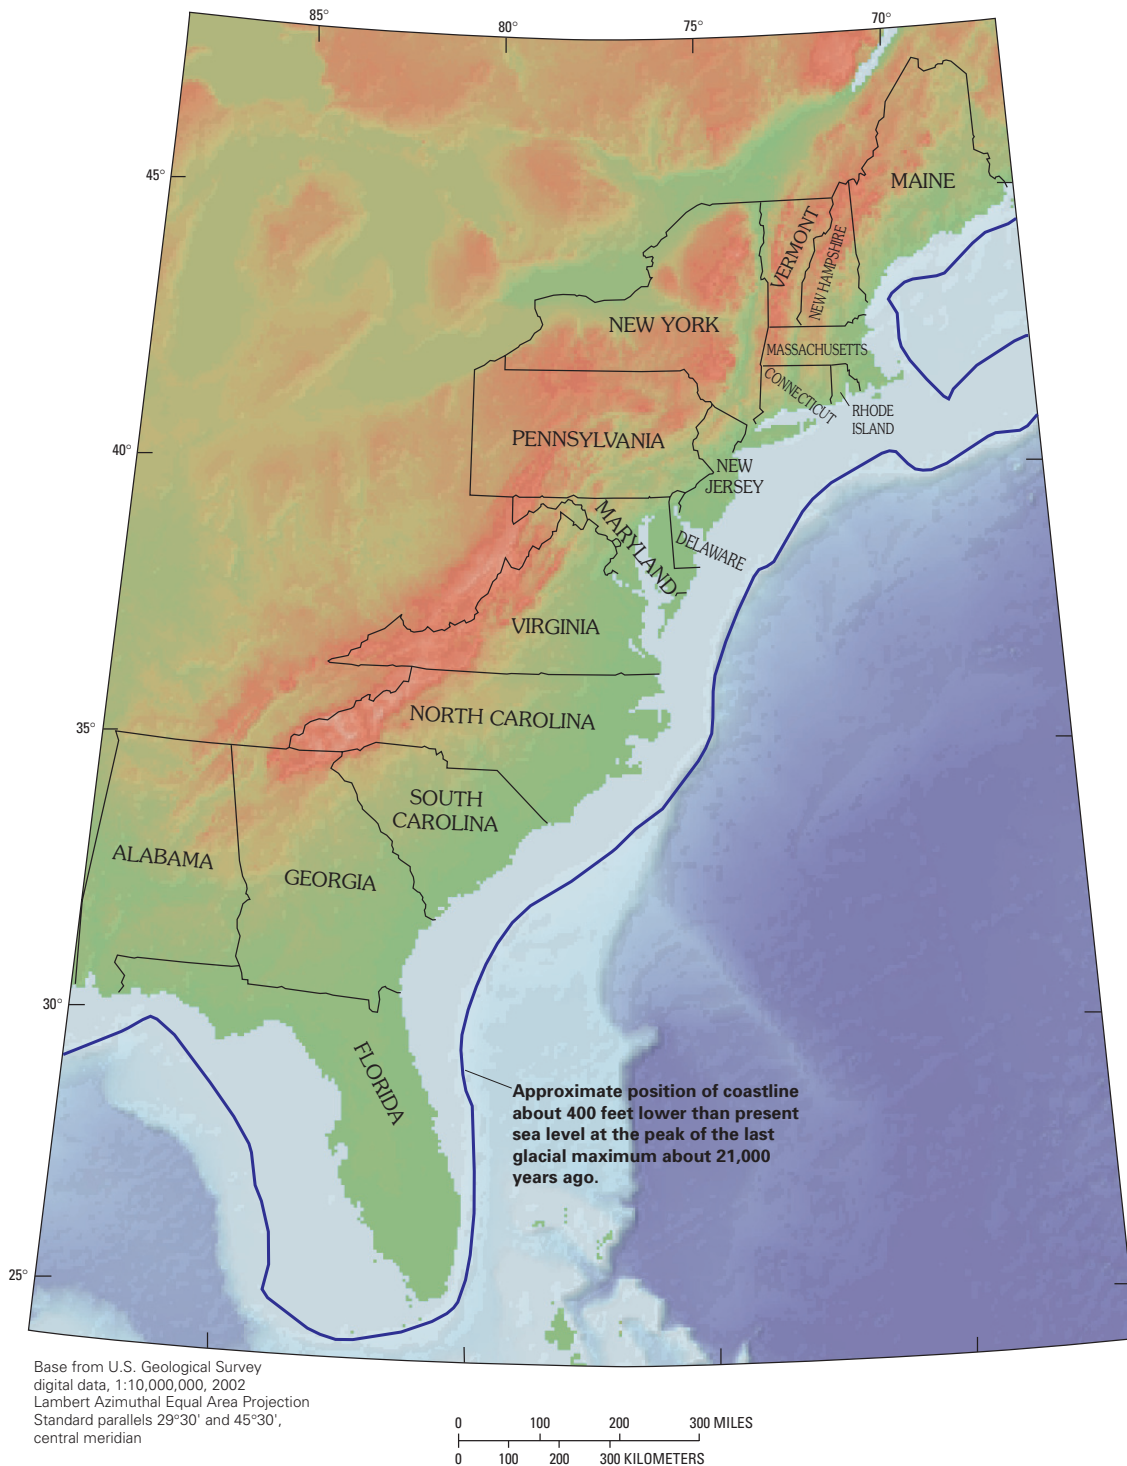 85°
80°
75°
70°
45°
MAINE
VERMONT
NEW HAMPSHIRE
NEW YORK
MASSACHUSETTS
CONNECTICUT
RHODE
ISLAND
40°
PENNSYLVANIA
NEW
JERSEY
MARYLAND
DELAWARE
VIRGINIA
35°
NORTH CAROLINA
SOUTH
CAROLINA
ALABAMA
GEORGIA
30°
FLORIDA
Approximate position of coastline
about 400 feet lower than present
sea level at the peak of the last
glacial maximum about 21,000
years ago.
25°
Base from U.S. Geological Survey
digital data, 1:10,000,000, 2002
Lambert Azimuthal Equal Area Projection
Standard parallels 29°30' and 45°30',
central meridian
0 100 200 300 MILES
0 100 200 300 KILOMETERS